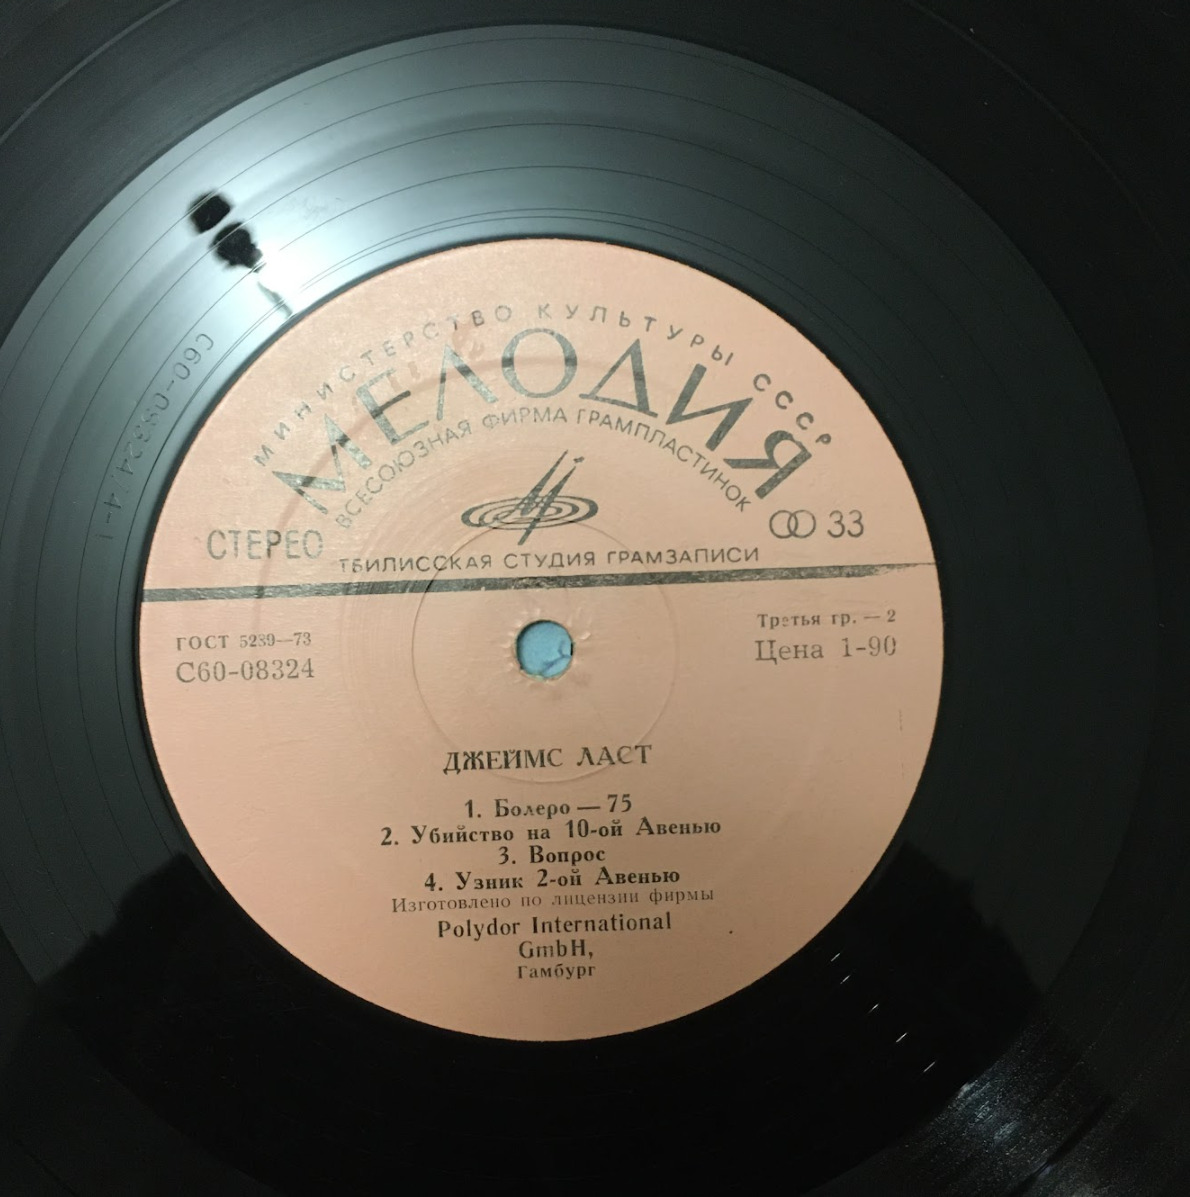 МИНИСТЕРСТВО КУЛЬТУРЫ СССР
МЕЛОДИЯ
ВСЕСОЮЗНАЯ ФИРМА ГРАМПЛАСТИНОК
СТЕРЕО
33
ТБИЛИССКАЯ СТУДИЯ ГРАМЗАПИСИ
ГОСТ 5289—73
С60-08324
Третья гр. — 2
Цена 1-90
ДЖЕЙМС ЛАСТ
1. Болеро — 75
2. Убийство на 10-ой Авенью
3. Вопрос
4. Узник 2-ой Авенью
Изготовлено по лицензии фирмы
Polydor International
GmbH,
Гамбург